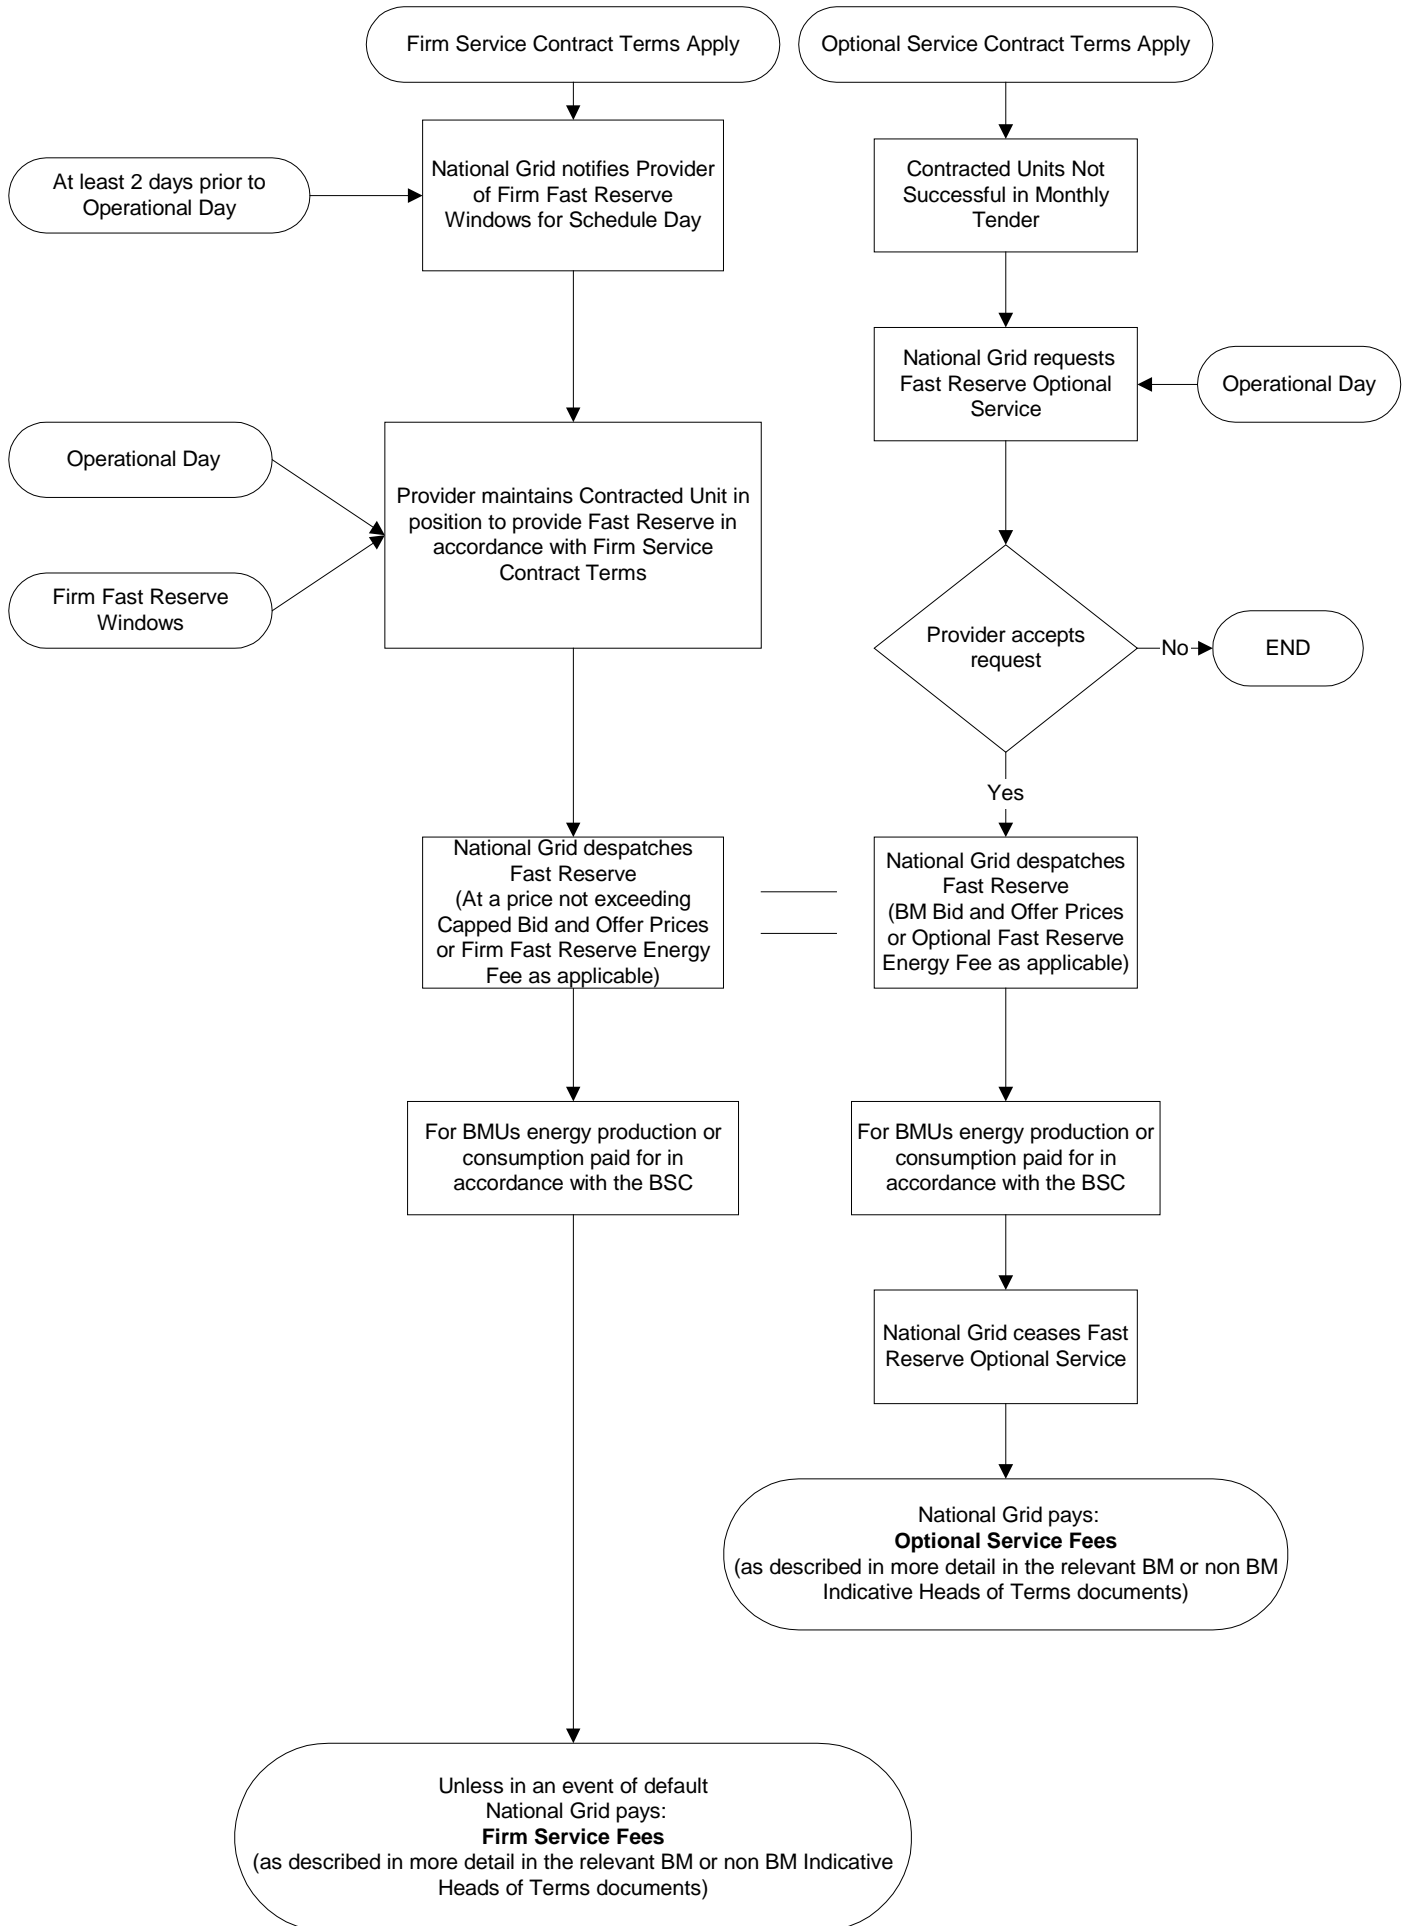 Firm Service Contract Terms Apply
Optional Service Contract Terms Apply
At least 2 days prior to
Operational Day
National Grid notifies Provider
of Firm Fast Reserve
Windows for Schedule Day
Contracted Units Not
Successful in Monthly
Tender
National Grid requests
Fast Reserve Optional
Service
Operational Day
Operational Day
Firm Fast Reserve
Windows
Provider maintains Contracted Unit in
position to provide Fast Reserve in
accordance with Firm Service
Contract Terms
Provider accepts
request
No
END
Yes
National Grid despatches
Fast Reserve
(At a price not exceeding
Capped Bid and Offer Prices
or Firm Fast Reserve Energy
Fee as applicable)
National Grid despatches
Fast Reserve
(BM Bid and Offer Prices
or Optional Fast Reserve
Energy Fee as applicable)
For BMUs energy production or
consumption paid for in
accordance with the BSC
For BMUs energy production or
consumption paid for in
accordance with the BSC
National Grid ceases Fast
Reserve Optional Service
National Grid pays:
Optional Service Fees
(as described in more detail in the relevant BM or non BM
Indicative Heads of Terms documents)
Unless in an event of default
National Grid pays:
Firm Service Fees
(as described in more detail in the relevant BM or non BM Indicative
Heads of Terms documents)